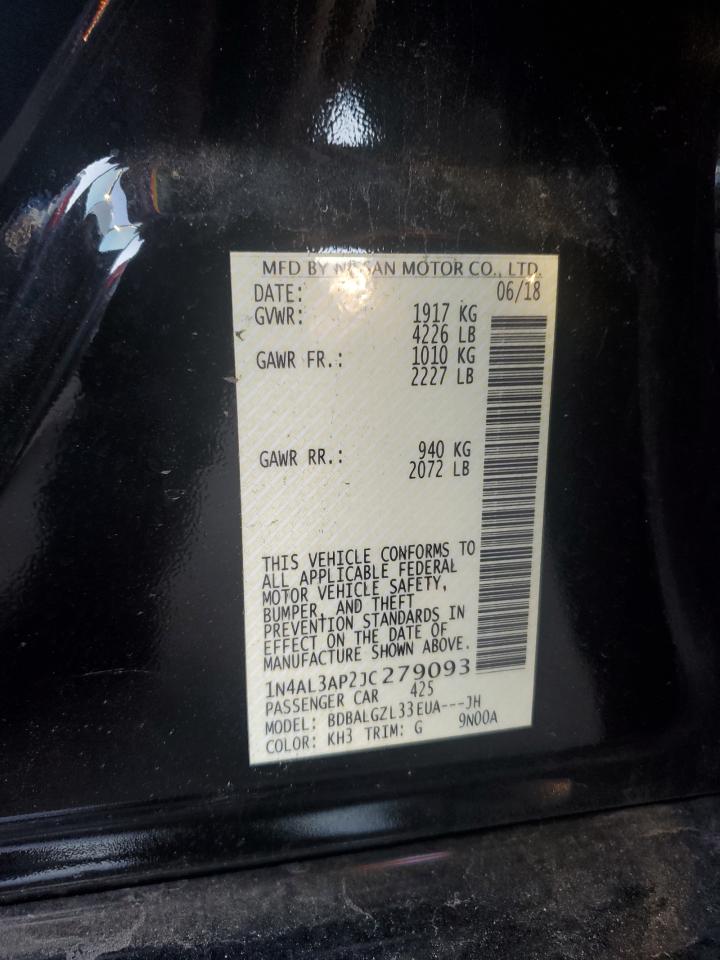 MFD BY NISSAN MOTOR CO., LTD.
DATE: 06/18
GVWR: 1917 KG
4226 LB
GAWR FR.: 1010 KG
2227 LB
GAWR RR.: 940 KG
2072 LB
THIS VEHICLE CONFORMS TO
ALL APPLICABLE FEDERAL
MOTOR VEHICLE SAFETY,
BUMPER, AND THEFT
PREVENTION STANDARDS IN
EFFECT ON THE DATE OF
MANUFACTURE SHOWN ABOVE.
1N4AL3AP2JC279093
PASSENGER CAR 425
MODEL: BDBALGZL33EUA---JH
COLOR: KH3 TRIM: G 9N00A